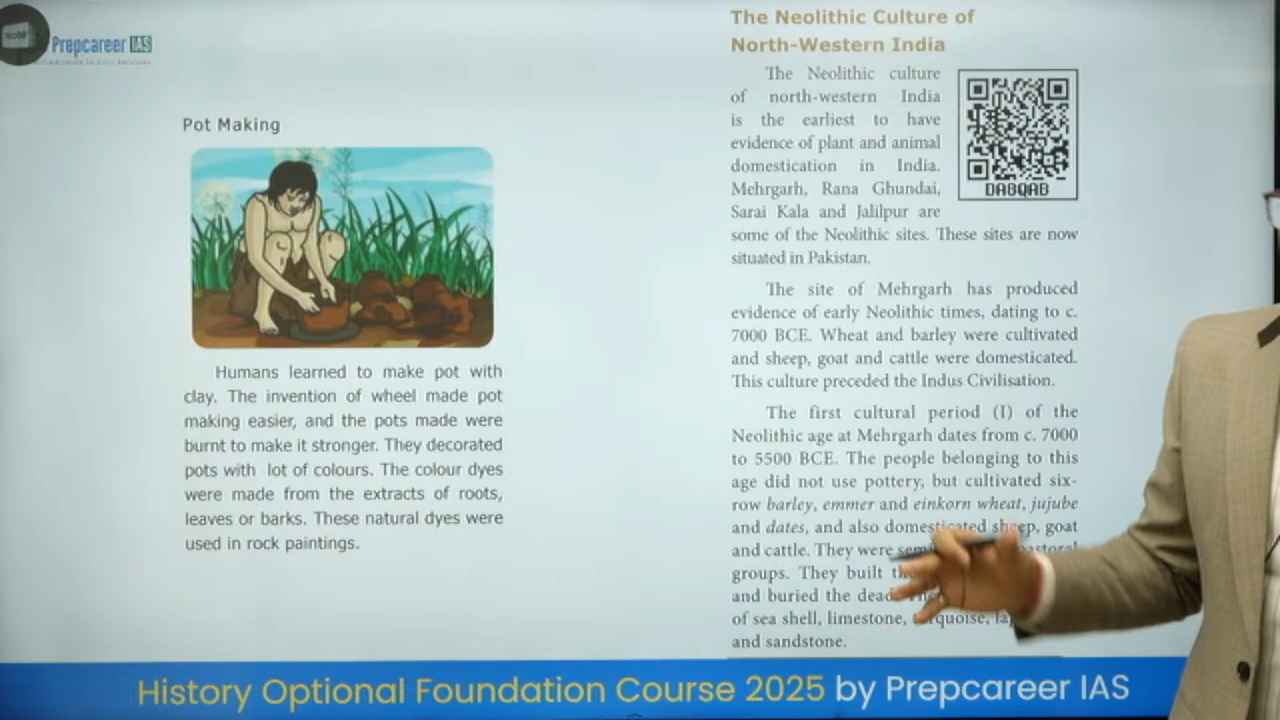 Prepcareer IAS
Pot Making
Humans learned to make pot with
clay. The invention of wheel made pot
making easier, and the pots made were
burnt to make it stronger. They decorated
pots with lot of colours. The colour dyes
were made from the extracts of roots,
leaves or barks. These natural dyes were
used in rock paintings.
The Neolithic Culture of
North-Western India
The Neolithic culture
of north-western India
is the earliest to have
evidence of plant and animal
domestication in India.
Mehrgarh, Rana Ghundai,
Sarai Kala and Jalilpur are
some of the Neolithic sites. These sites are now
situated in Pakistan.
DABQAB
The site of Mehrgarh has produced
evidence of early Neolithic times, dating to c.
7000 BCE. Wheat and barley were cultivated
and sheep, goat and cattle were domesticated.
This culture preceded the Indus Civilisation.
The first cultural period (I) of the
Neolithic age at Mehrgarh dates from c. 7000
to 5500 BCE. The people belonging to this
age did not use pottery, but cultivated six-
row barley, emmer and einkorn wheat, jujube
and dates, and also domesticated sheep, goat
and cattle. They were
groups. They built
and buried the dead
of sea shell, limestone, turquoise,
and sandstone.
History Optional Foundation Course 2025 by Prepcareer IAS